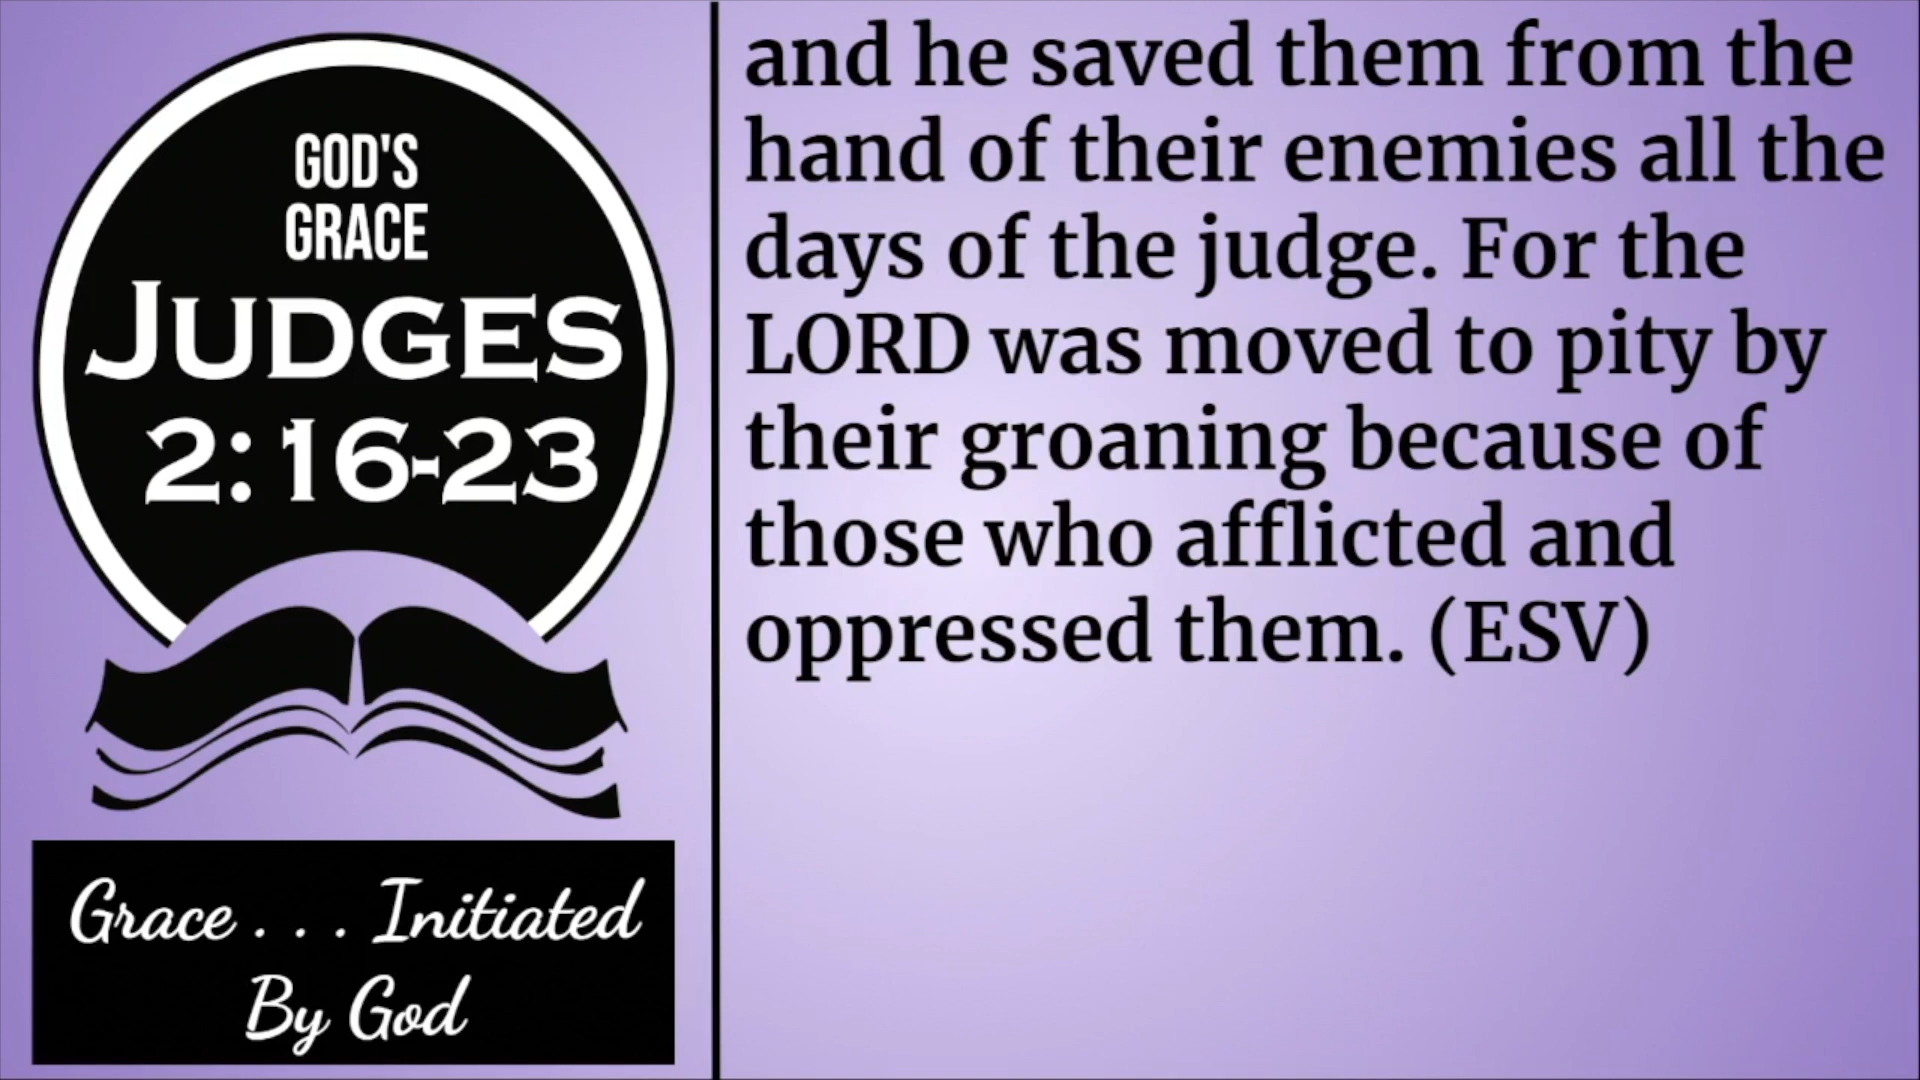 GOD'S
GRACE
JUDGES
2:16-23
Grace . . . Initiated
By God
and he saved them from the
hand of their enemies all the
days of the judge. For the
LORD was moved to pity by
their groaning because of
those who afflicted and
oppressed them. (ESV)